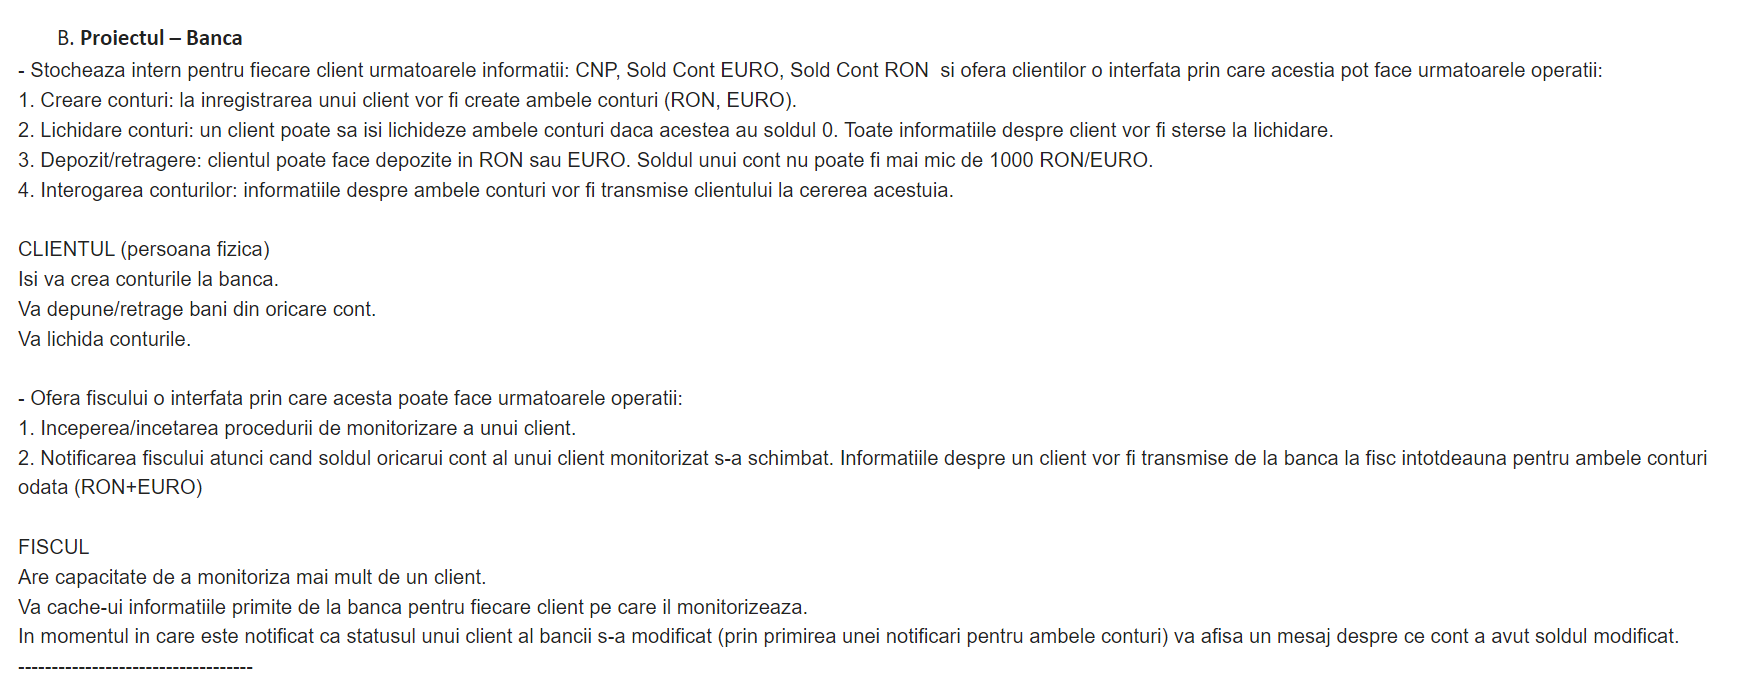 B. Proiectul – Banca
- Stocheaza intern pentru fiecare client urmatoarele informatii: CNP, Sold Cont EURO, Sold Cont RON  si ofera clientilor o interfata prin care acestia pot face urmatoarele operatii:
1. Creare conturi: la inregistrarea unui client vor fi create ambele conturi (RON, EURO).
2. Lichidare conturi: un client poate sa isi lichideze ambele conturi daca acestea au soldul 0. Toate informatiile despre client vor fi sterse la lichidare.
3. Depozit/retragere: clientul poate face depozite in RON sau EURO. Soldul unui cont nu poate fi mai mic de 1000 RON/EURO.
4. Interogarea conturilor: informatiile despre ambele conturi vor fi transmise clientului la cererea acestuia.
CLIENTUL (persoana fizica)
Isi va crea conturile la banca.
Va depune/retrage bani din oricare cont.
Va lichida conturile.
- Ofera fiscului o interfata prin care acesta poate face urmatoarele operatii:
1. Inceperea/incetarea procedurii de monitorizare a unui client.
2. Notificarea fiscului atunci cand soldul oricarui cont al unui client monitorizat s-a schimbat. Informatiile despre un client vor fi transmise de la banca la fisc intotdeauna pentru ambele conturi
odata (RON+EURO)
FISCUL
Are capacitate de a monitoriza mai mult de un client.
Va cache-ui informatiile primite de la banca pentru fiecare client pe care il monitorizeaza.
In momentul in care este notificat ca statusul unui client al bancii s-a modificat (prin primirea unei notificari pentru ambele conturi) va afisa un mesaj despre ce cont a avut soldul modificat.
-----------------------------------